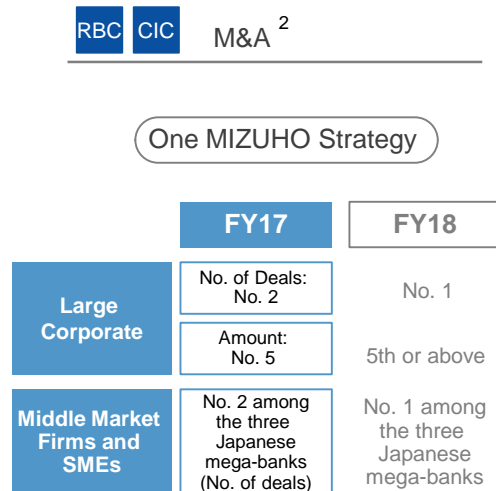 RBC CIC M&A 2
One MIZUHO Strategy
FY17 FY18
Large
Corporate
No. of Deals:
No. 2
No. 1
Amount:
No. 5
5th or above
Middle Market
Firms and
SMEs
No. 2 among
the three
Japanese
mega-banks
(No. of deals)
No. 1 among
the three
Japanese
mega-banks